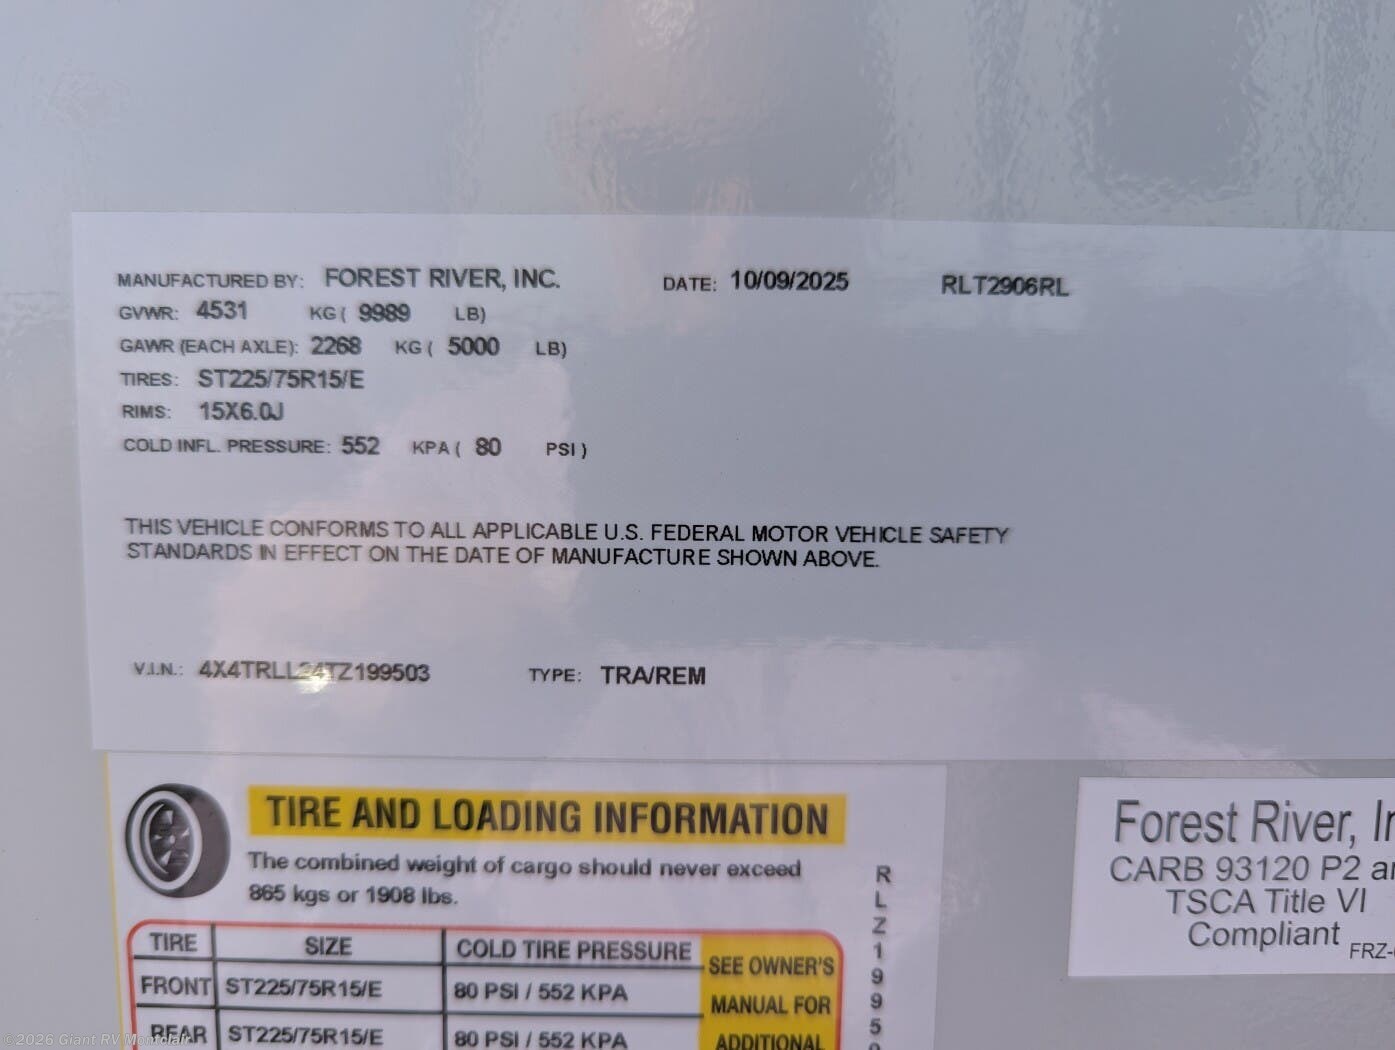 MANUFACTURED BY: FOREST RIVER, INC. DATE: 10/09/2025 RLT2906RL
GVWR: 4531 KG ( 9989 LB)
GAWR (EACH AXLE): 2268 KG ( 5000 LB)
TIRES: ST225/75R15/E
RIMS: 15X6.0J
COLD INFL. PRESSURE: 552 KPA ( 80 PSI )
THIS VEHICLE CONFORMS TO ALL APPLICABLE U.S. FEDERAL MOTOR VEHICLE SAFETY
STANDARDS IN EFFECT ON THE DATE OF MANUFACTURE SHOWN ABOVE.
V.I.N.: 4X4TRLL24TZ199503 TYPE: TRA/REM
TIRE AND LOADING INFORMATION
The combined weight of cargo should never exceed
865 kgs or 1908 lbs.
TIRE SIZE COLD TIRE PRESSURE
FRONT ST225/75R15/E 80 PSI / 552 KPA
REAR ST225/75R15/E 80 PSI / 552 KPA
SEE OWNER'S
MANUAL FOR
ADDITIONAL
RLZ1995
Forest River,
CARB 93120 P2
TSCA Title VI
Compliant
FRZ-
©2026 Giant RV Montclair